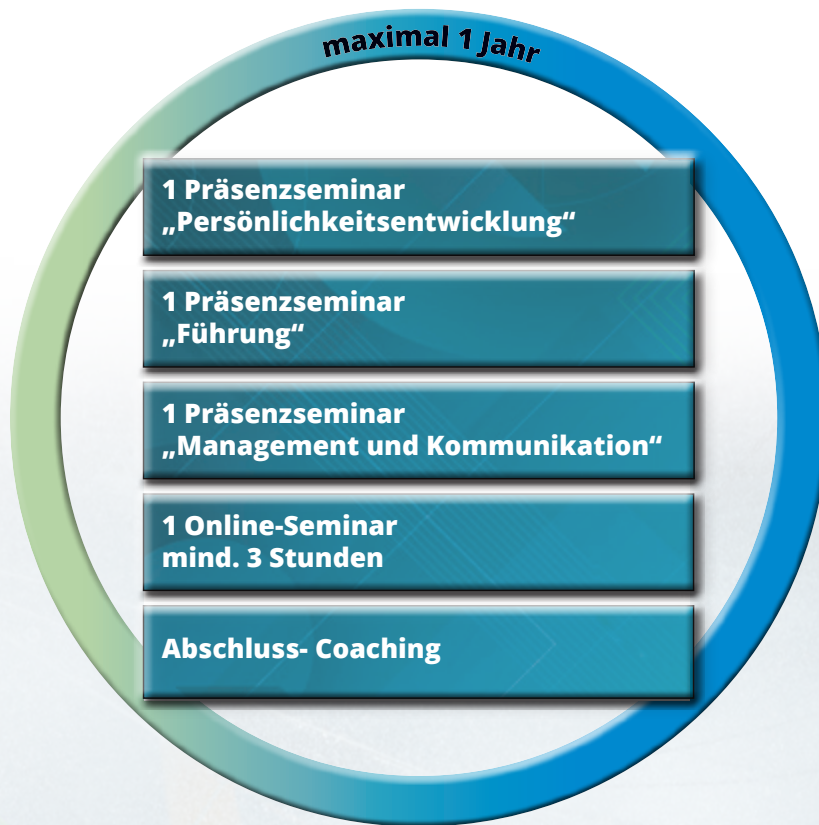 maximal 1 Jahr
1 Präsenzseminar
„Persönlichkeitsentwicklung“
1 Präsenzseminar
„Führung“
1 Präsenzseminar
„Management und Kommunikation“
1 Online-Seminar
mind. 3 Stunden
Abschluss- Coaching